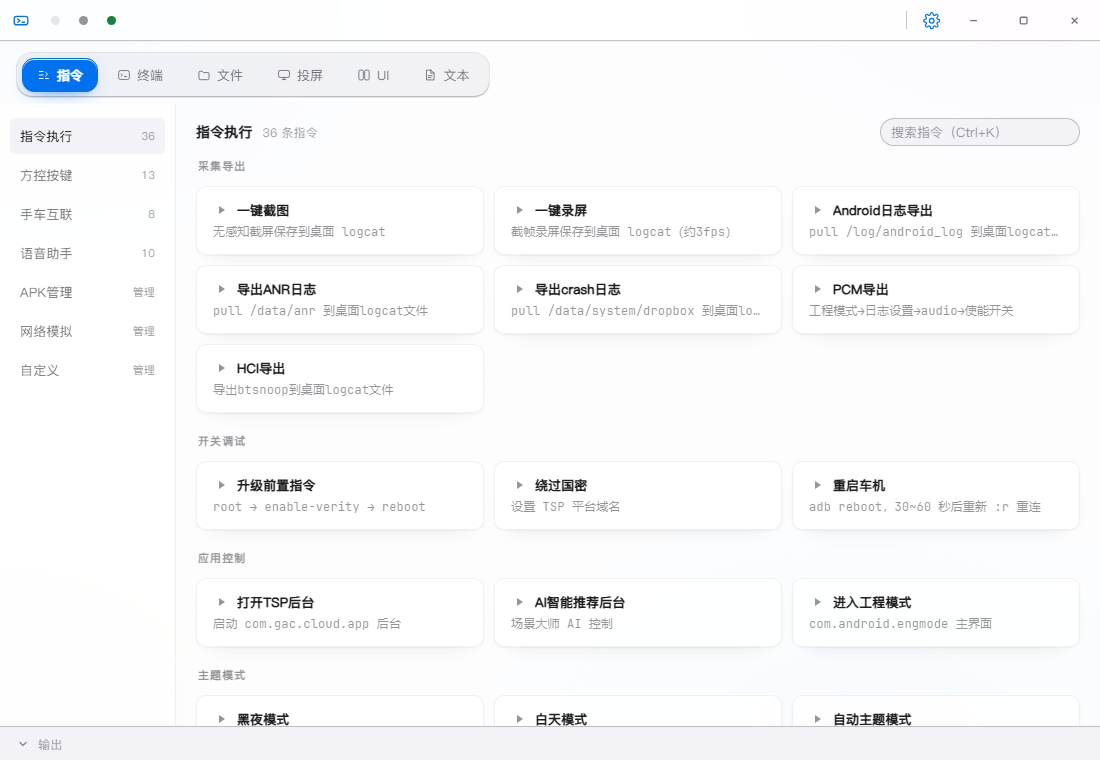 指令
终端
文件
投屏
UI
文本
指令执行 36
方控按键 13
手车互联 8
语音助手 10
APK管理 管理
网络模拟 管理
自定义 管理
指令执行 36 条指令
搜索指令（Ctrl+K）
采集导出
一键截图
无感知截屏保存到桌面 logcat
一键录屏
截帧录屏保存到桌面 logcat（约3fps）
Android日志导出
pull /log/android_log 到桌面logcat…
导出ANR日志
pull /data/anr 到桌面logcat文件
导出crash日志
pull /data/system/dropbox 到桌面lo…
PCM导出
工程模式→日志设置→audio→使能开关
HCI导出
导出btsnoop到桌面logcat文件
开关调试
升级前置指令
root → enable-verity → reboot
绕过国密
设置 TSP 平台域名
重启车机
adb reboot，30~60 秒后重新 :r 重连
应用控制
打开TSP后台
启动 com.gac.cloud.app 后台
AI智能推荐后台
场景大师 AI 控制
进入工程模式
com.android.engmode 主界面
主题模式
黑夜模式
白天模式
自动主题模式
输出